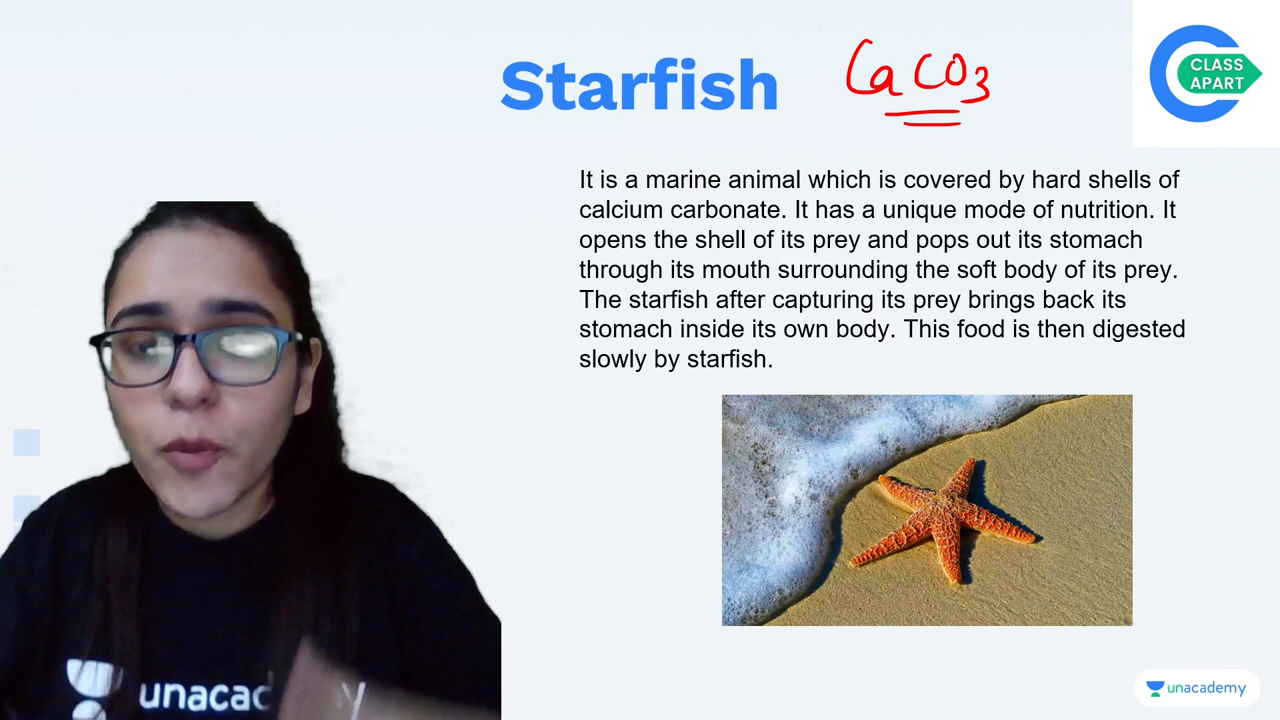 Starfish
CaCO3
CLASS
APART
It is a marine animal which is covered by hard shells of
calcium carbonate. It has a unique mode of nutrition. It
opens the shell of its prey and pops out its stomach
through its mouth surrounding the soft body of its prey.
The starfish after capturing its prey brings back its
stomach inside its own body. This food is then digested
slowly by starfish.
unacad y
unacademy